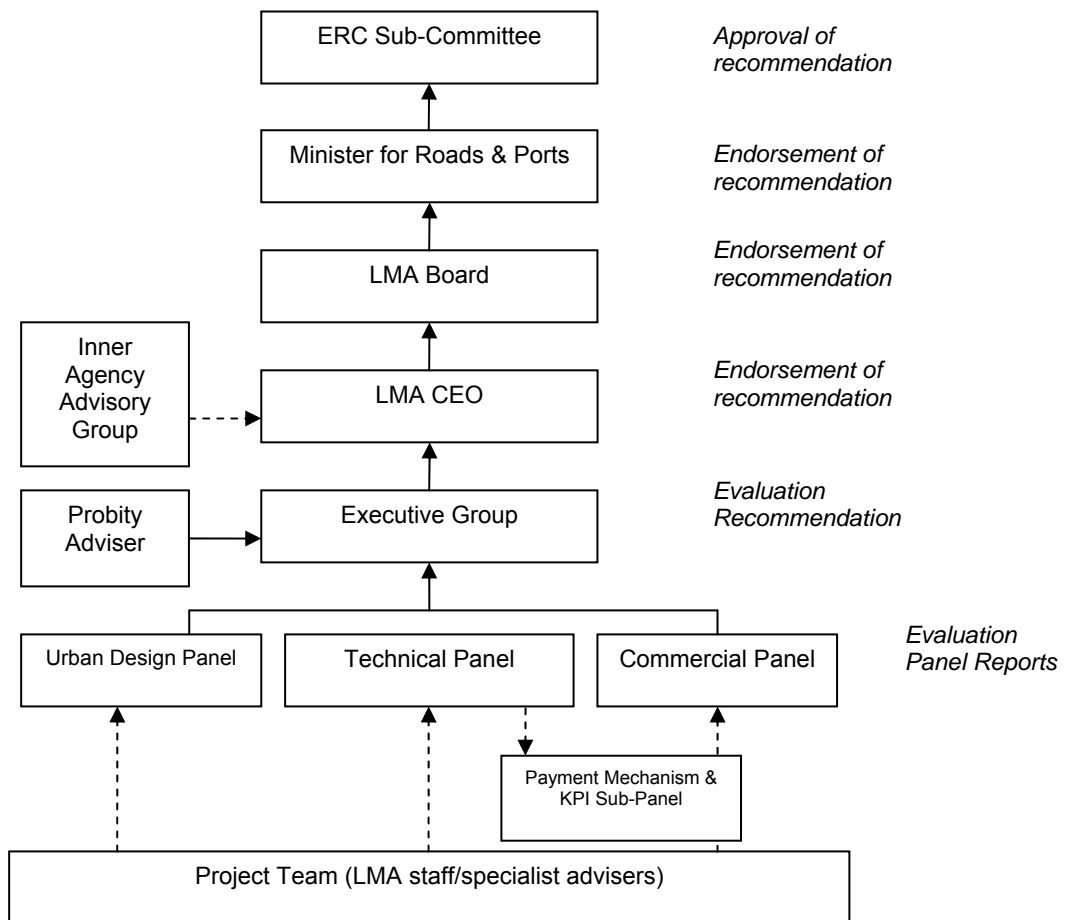 ERC Sub-Committee
Approval of
recommendation
Minister for Roads & Ports
Endorsement of
recommendation
LMA Board
Endorsement of
recommendation
Inner
Agency
Advisory
Group
LMA CEO
Endorsement of
recommendation
Probity
Adviser
Executive Group
Evaluation
Recommendation
Urban Design Panel
Technical Panel
Commercial Panel
Evaluation
Panel Reports
Payment Mechanism &
KPI Sub-Panel
Project Team (LMA staff/specialist advisers)